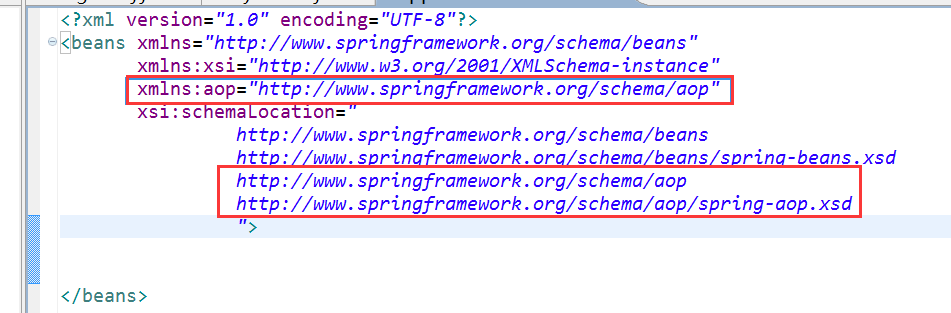 <?xml version="1.0" encoding="UTF-8"?>
<beans xmlns="http://www.springframework.org/schema/beans"
xmlns:xsi="http://www.w3.org/2001/XMLSchema-instance"
xmlns:aop="http://www.springframework.org/schema/aop"
xsi:schemaLocation="
http://www.springframework.org/schema/beans
http://www.springframework.org/schema/beans/spring-beans.xsd
http://www.springframework.org/schema/aop
http://www.springframework.org/schema/aop/spring-aop.xsd
">
</beans>